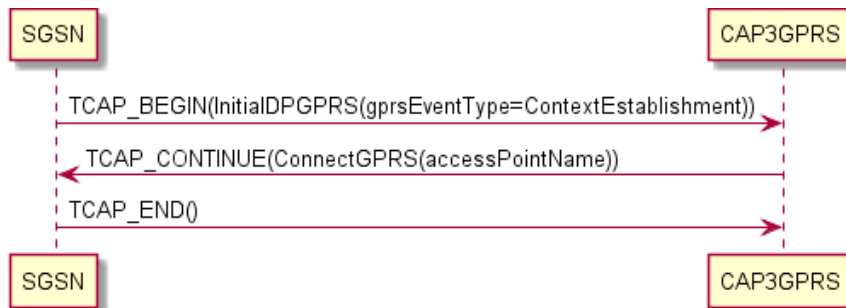 SGSN
CAP3GPRS
TCAP_BEGIN(InitialDPGPRS(gprsEventType=ContextEstablishment))
TCAP_CONTINUE(ConnectGPRS(accessPointName))
TCAP_END()
SGSN
CAP3GPRS